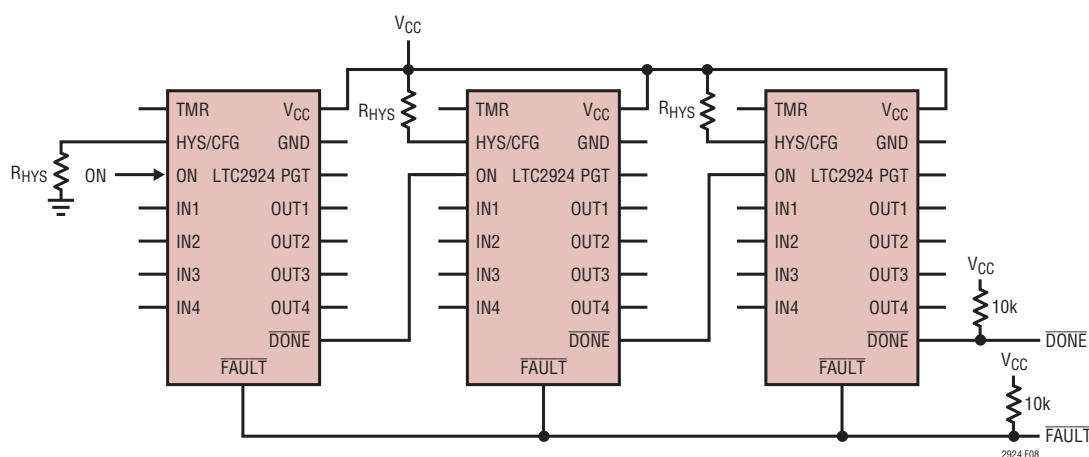 VCC
TMR VCC
HYS/CFG GND
ON LTC2924 PGT
IN1 OUT1
IN2 OUT2
IN3 OUT3
IN4 OUT4
DONE
FAULT
RHYS
ON
RHYS
TMR VCC
HYS/CFG GND
ON LTC2924 PGT
IN1 OUT1
IN2 OUT2
IN3 OUT3
IN4 OUT4
DONE
FAULT
RHYS
TMR VCC
HYS/CFG GND
ON LTC2924 PGT
IN1 OUT1
IN2 OUT2
IN3 OUT3
IN4 OUT4
DONE
FAULT
VCC
10k
DONE
VCC
10k
FAULT
2924 F08